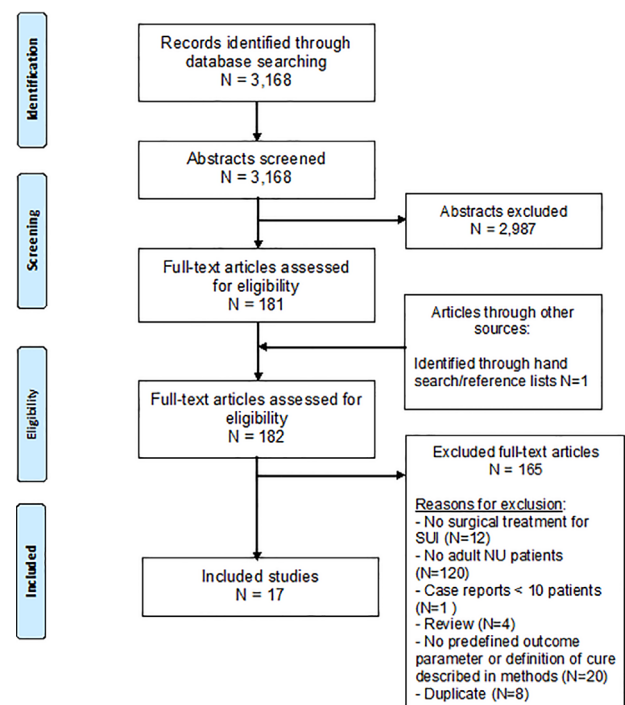 Identification
Records identified through
database searching
N = 3,168
Abstracts screened
N = 3,168
Screening
Abstracts excluded
N = 2,987
Full-text articles assessed
for eligibility
N = 181
Articles through other
sources:
Identified through hand
search/reference lists N=1
Eligibility
Full-text articles assessed for
eligibility
N = 182
Excluded full-text articles
N = 165
Reasons for exclusion:
- No surgical treatment for
SUI (N=12)
- No adult NU patients
(N=120)
- Case reports < 10 patients
(N=1 )
- Review (N=4)
- No predefined outcome
parameter or definition of cure
described in methods (N=20)
- Duplicate (N=8)
Included
Included studies
N = 17